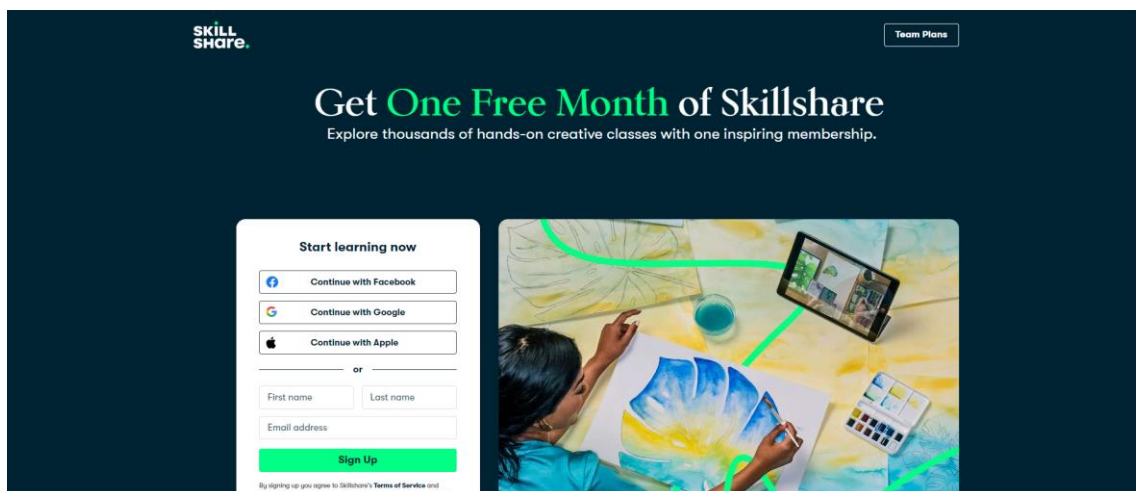 SKiLL
SHare.
Team Plans
Get One Free Month of Skillshare
Explore thousands of hands-on creative classes with one inspiring membership.
Start learning now
Continue with Facebook
Continue with Google
Continue with Apple
or
First name
Last name
Email address
Sign Up
By signing up you agree to Skillshare's Terms of Service and